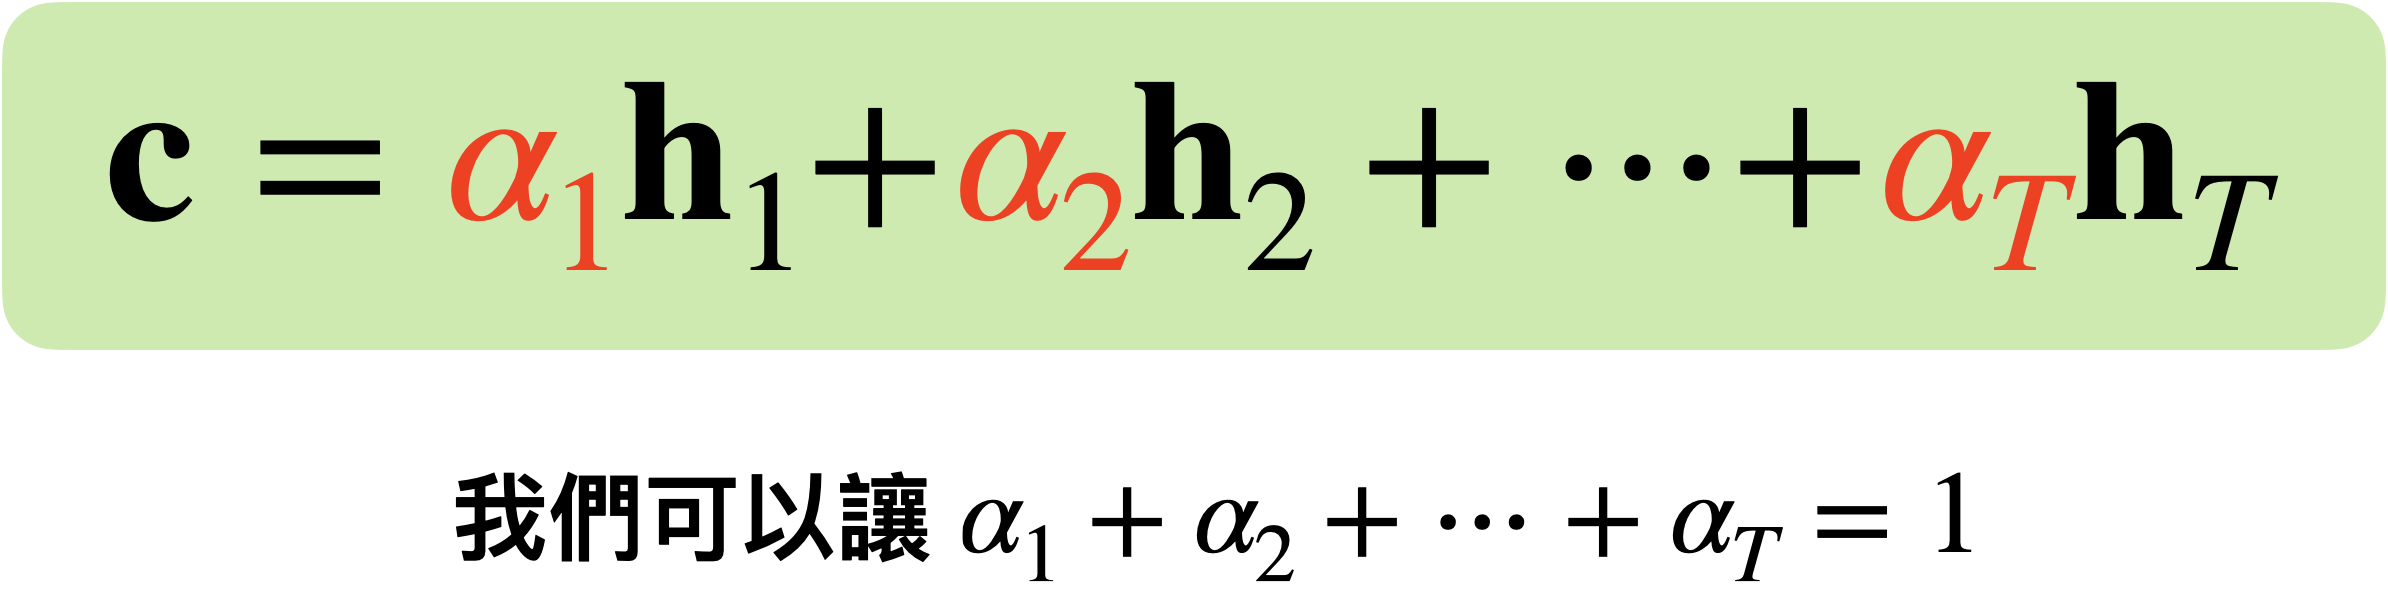 c = α₁h₁+α₂h₂ + ⋯+α_Th_T
我們可以讓 α₁ + α₂ + ⋯ + α_T = 1